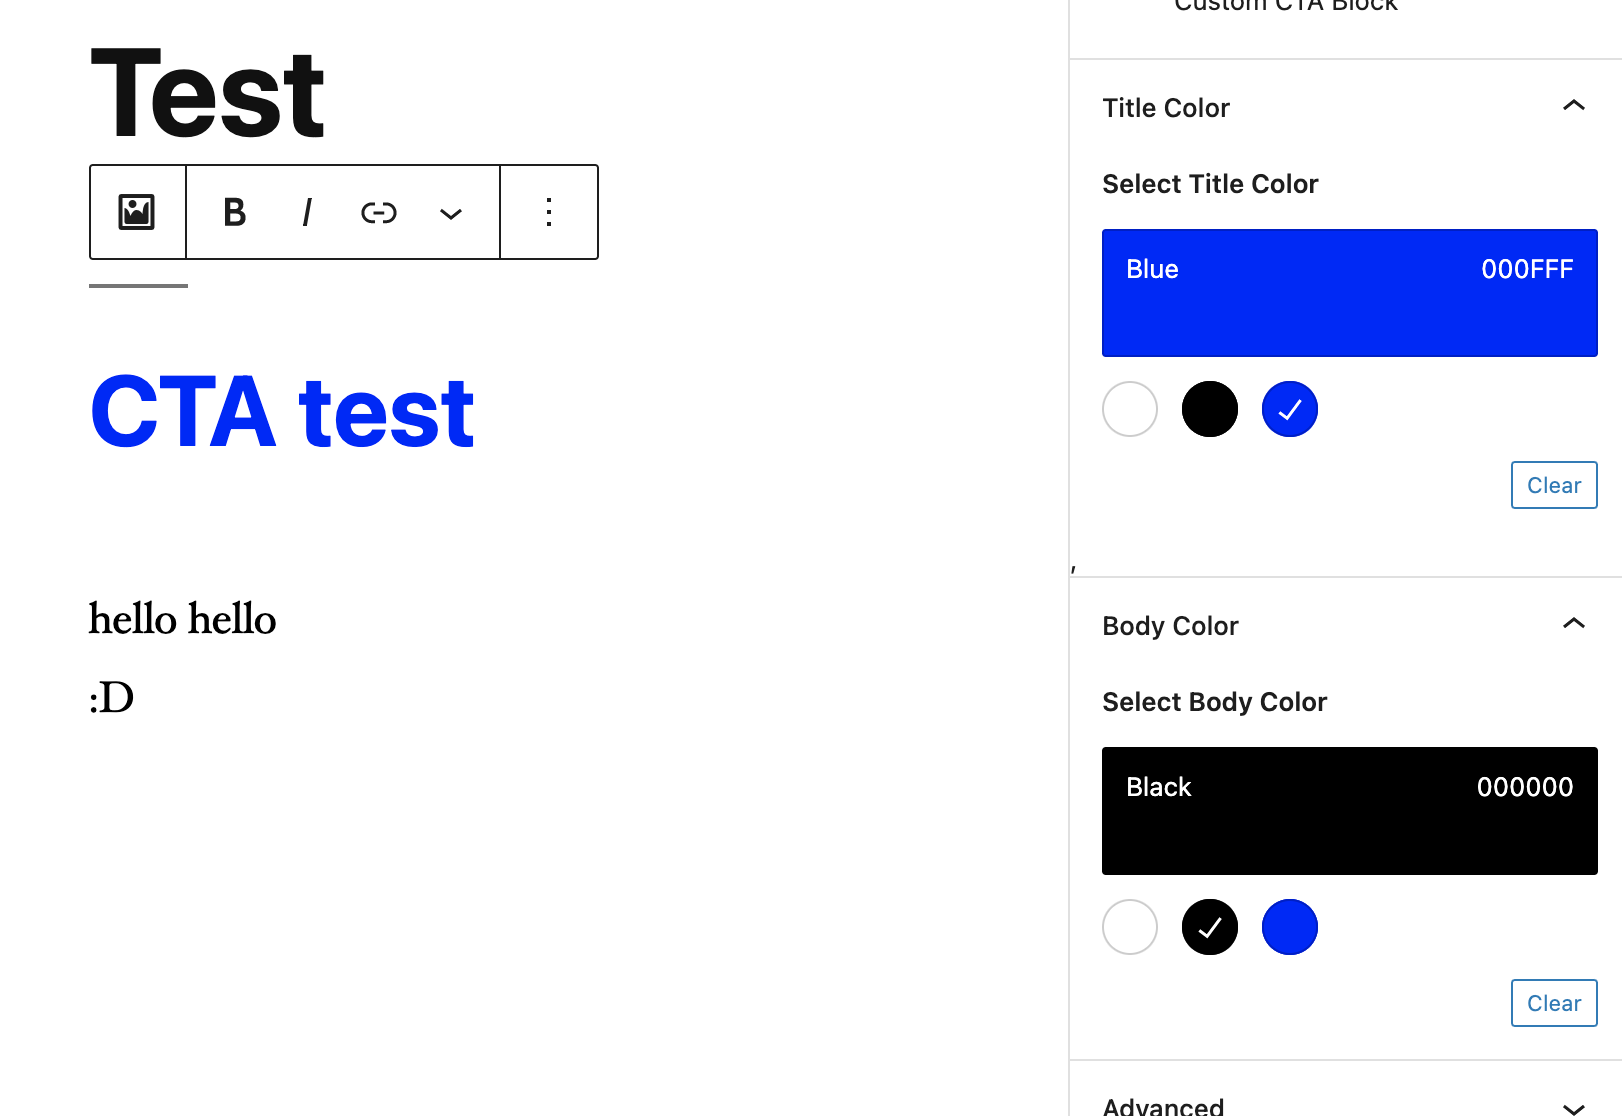 Test
B I
CTA test
hello hello
:D
Custom CTA Block
Title Color
Select Title Color
Blue 000FFF
Clear
,
Body Color
Select Body Color
Black 000000
Clear
Advanced